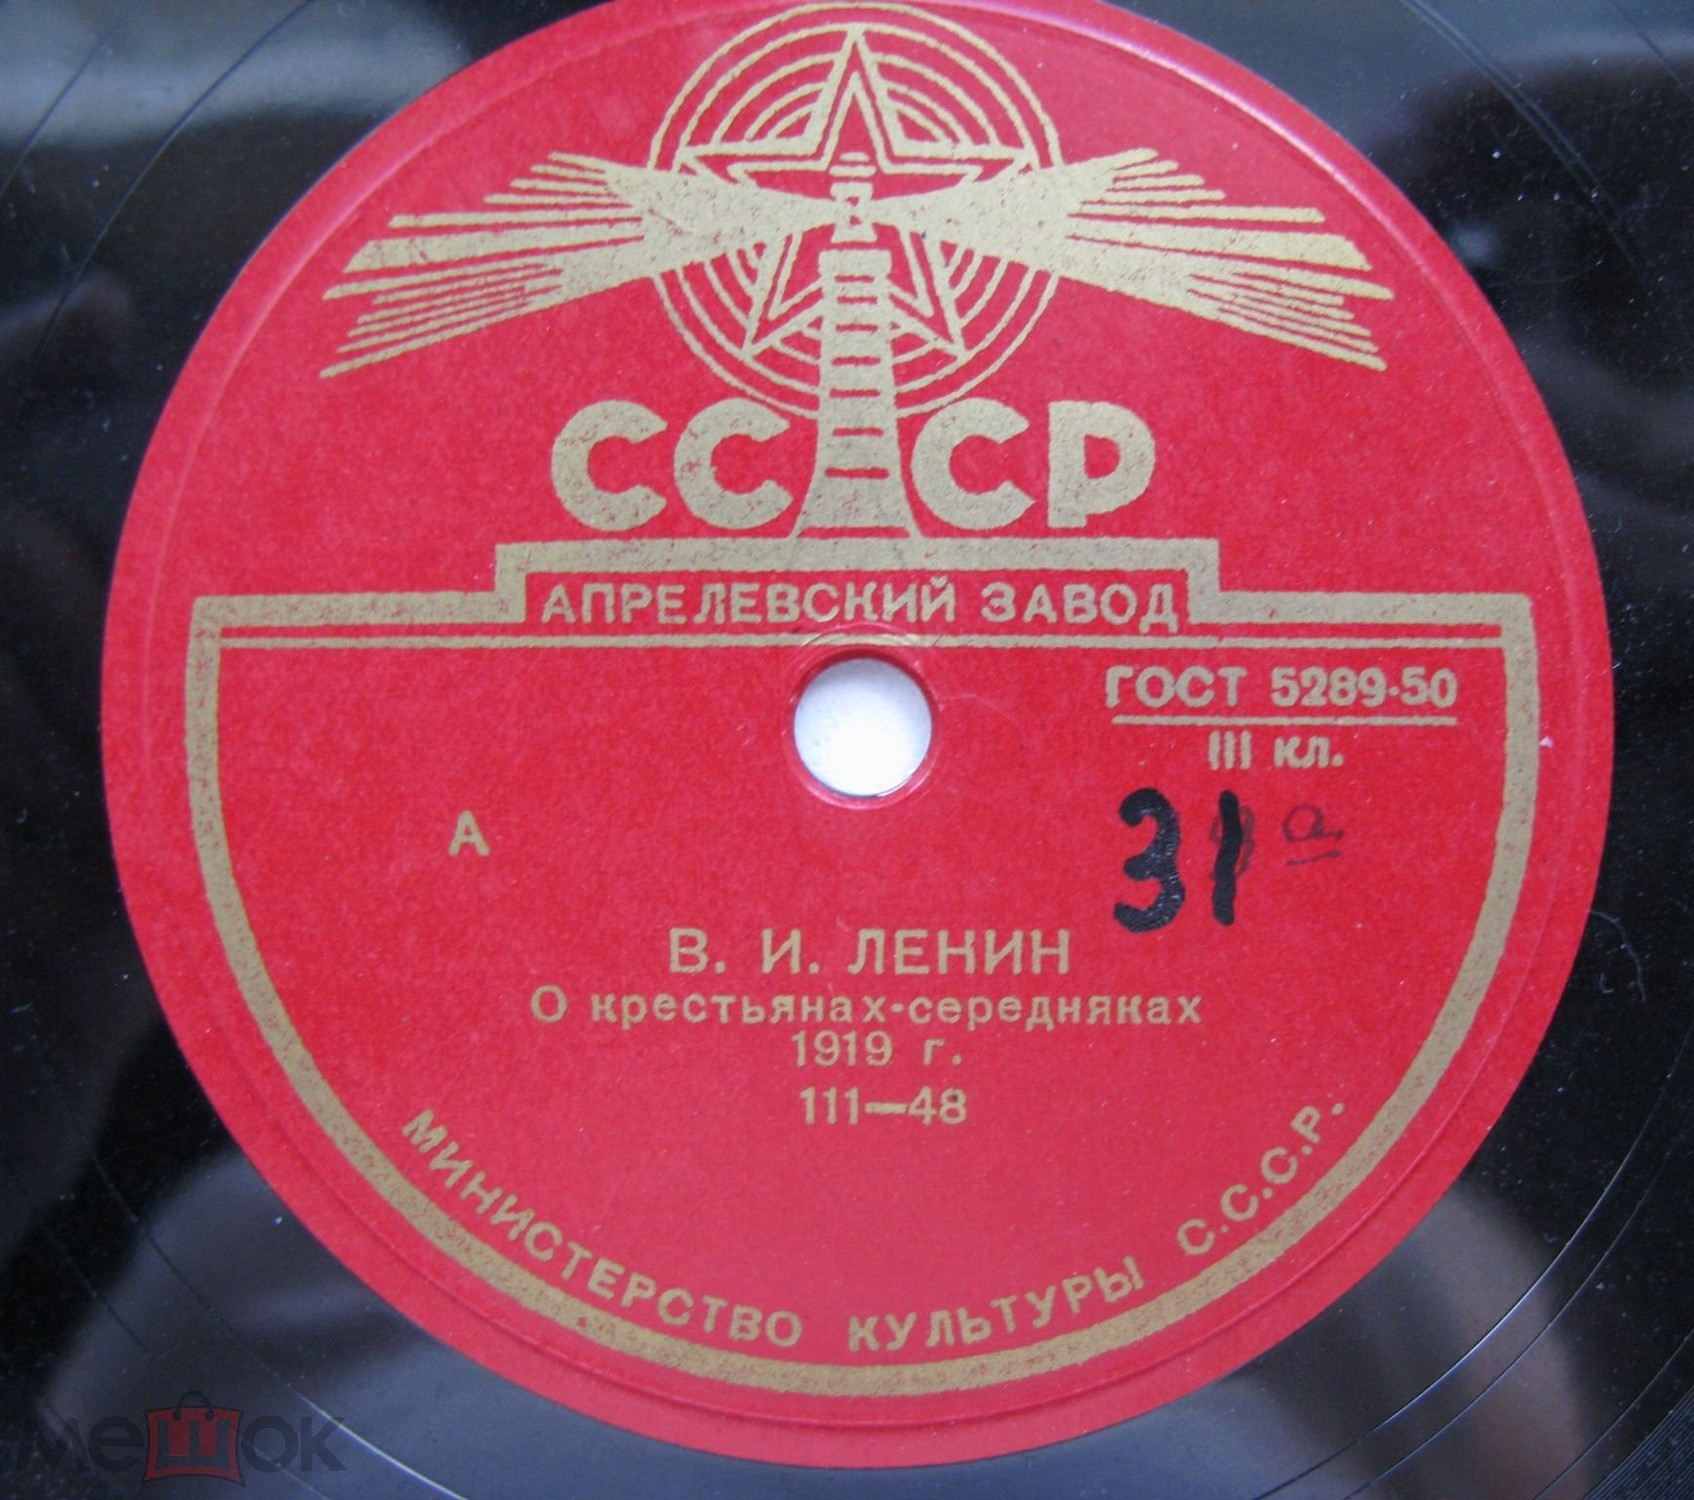 СССР
АПРЕЛЕВСКИЙ ЗАВОД
ГОСТ 5289-50
III кл.
А
31
В. И. ЛЕНИН
О крестьянах-середняках
1919 г.
111—48
МИНИСТЕРСТВО КУЛЬТУРЫ С.С.С.Р.
мешок